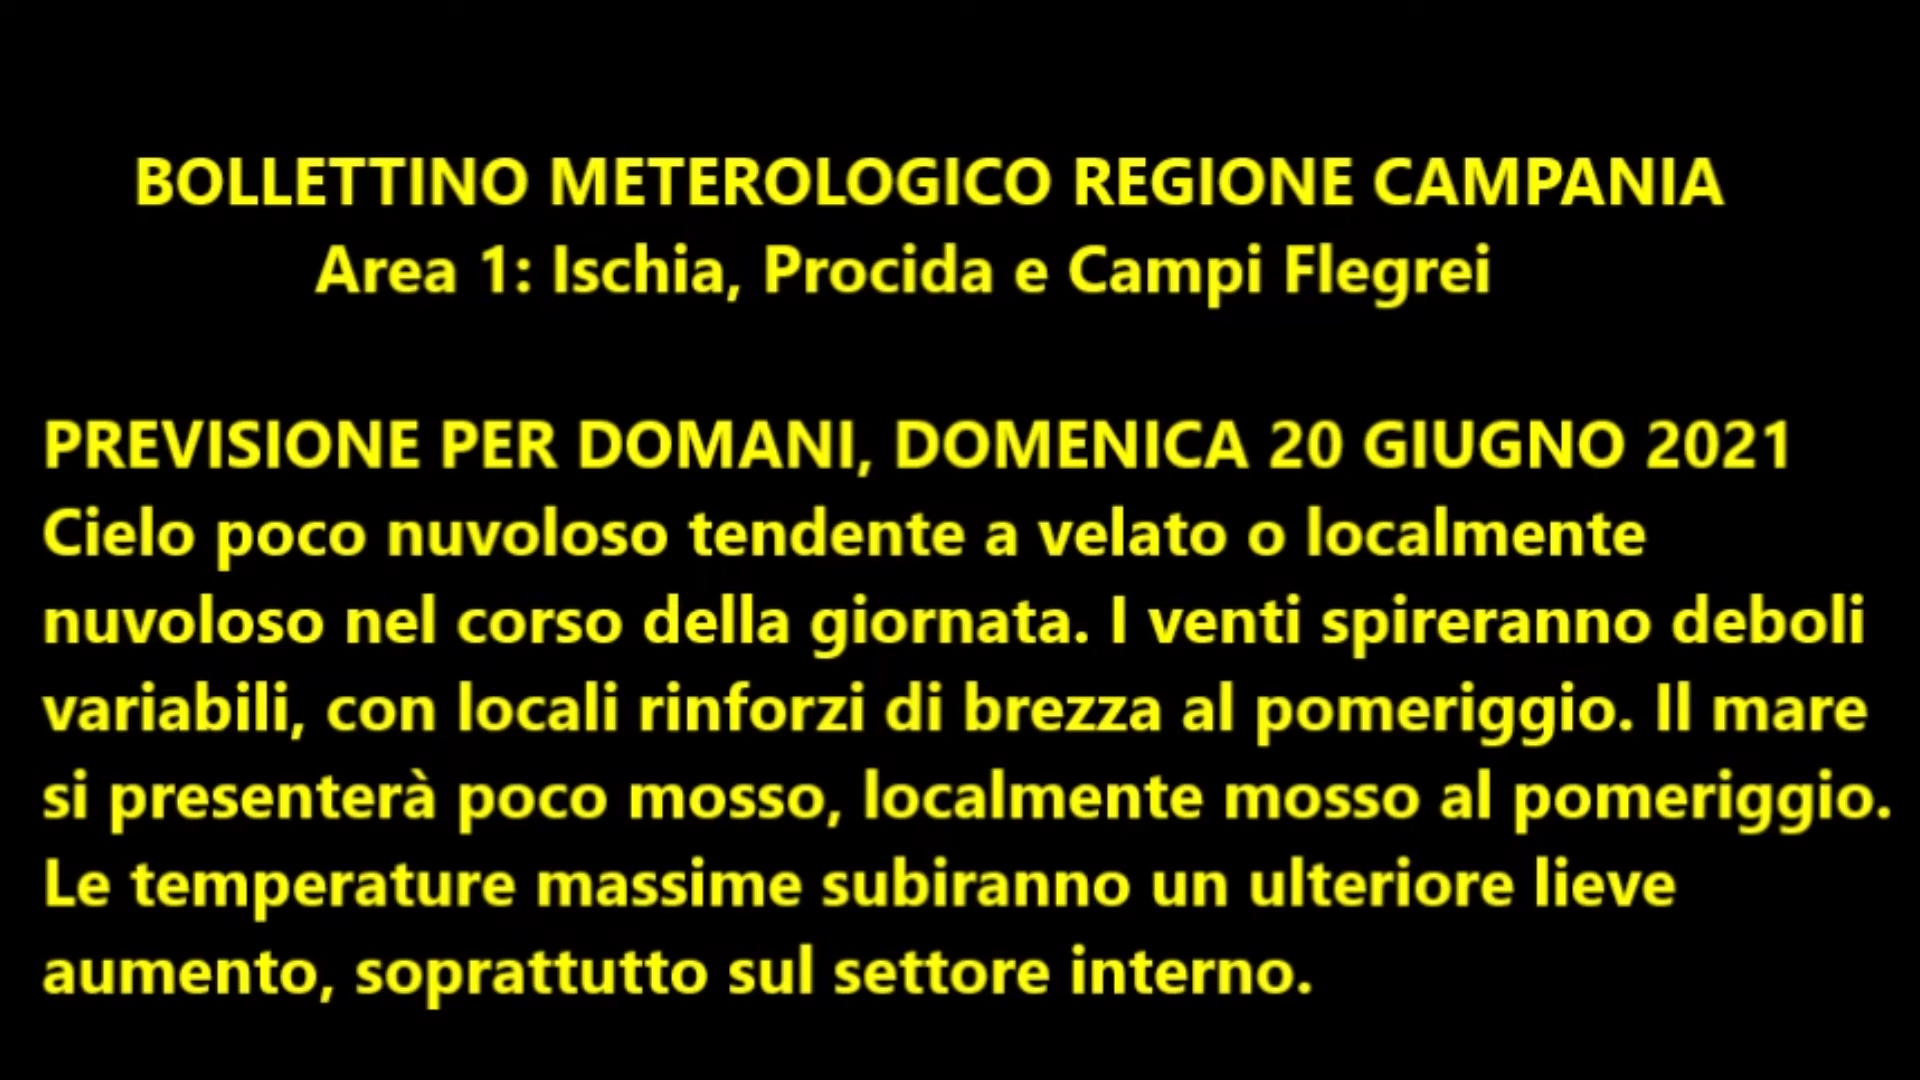 BOLLETTINO METEROLOGICO REGIONE CAMPANIA
Area 1: Ischia, Procida e Campi Flegrei
PREVISIONE PER DOMANI, DOMENICA 20 GIUGNO 2021
Cielo poco nuvoloso tendente a velato o localmente
nuvoloso nel corso della giornata. I venti spireranno deboli
variabili, con locali rinforzi di brezza al pomeriggio. Il mare
si presenterà poco mosso, localmente mosso al pomeriggio.
Le temperature massime subiranno un ulteriore lieve
aumento, soprattutto sul settore interno.